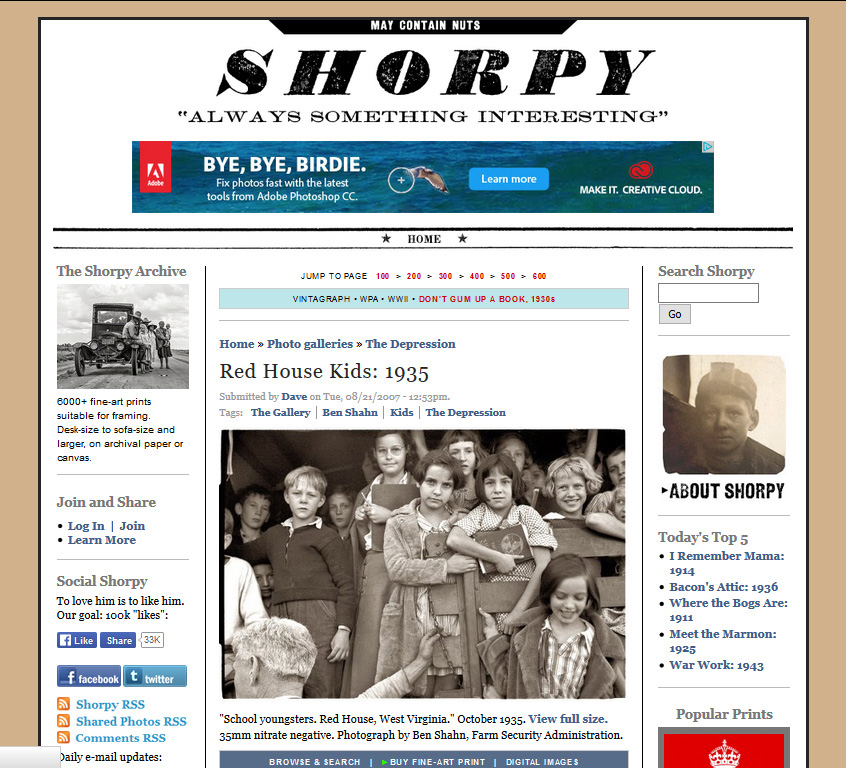 MAY CONTAIN NUTS
SHORPY
"ALWAYS SOMETHING INTERESTING"
Adobe
BYE, BYE, BIRDIE.
Fix photos fast with the latest
tools from Adobe Photoshop CC.
Learn more
MAKE IT. CREATIVE CLOUD.
★ HOME ★
The Shorpy Archive
6000+ fine-art prints
suitable for framing.
Desk-size to sofa-size and
larger, on archival paper or
canvas.
Join and Share
• Log In | Join
• Learn More
Social Shorpy
To love him is to like him.
Our goal: 100k "likes":
Like Share 33K
facebook twitter
Shorpy RSS
Shared Photos RSS
Comments RSS
Daily e-mail updates:
JUMP TO PAGE 100 > 200 > 300 > 400 > 500 > 600
VINTAGRAPH • WPA • WWII • DON'T GUM UP A BOOK, 1930s
Home » Photo galleries » The Depression
Red House Kids: 1935
Submitted by Dave on Tue, 08/21/2007 - 12:53pm.
Tags: The Gallery | Ben Shahn | Kids | The Depression
"School youngsters. Red House, West Virginia." October 1935. View full size.
35mm nitrate negative. Photograph by Ben Shahn, Farm Security Administration.
BROWSE & SEARCH | ►BUY FINE-ART PRINT | DIGITAL IMAGES
Search Shorpy
Go
►ABOUT SHORPY
Today's Top 5
• I Remember Mama:
1914
• Bacon's Attic: 1936
• Where the Bogs Are:
1911
• Meet the Marmon:
1925
• War Work: 1943
Popular Prints